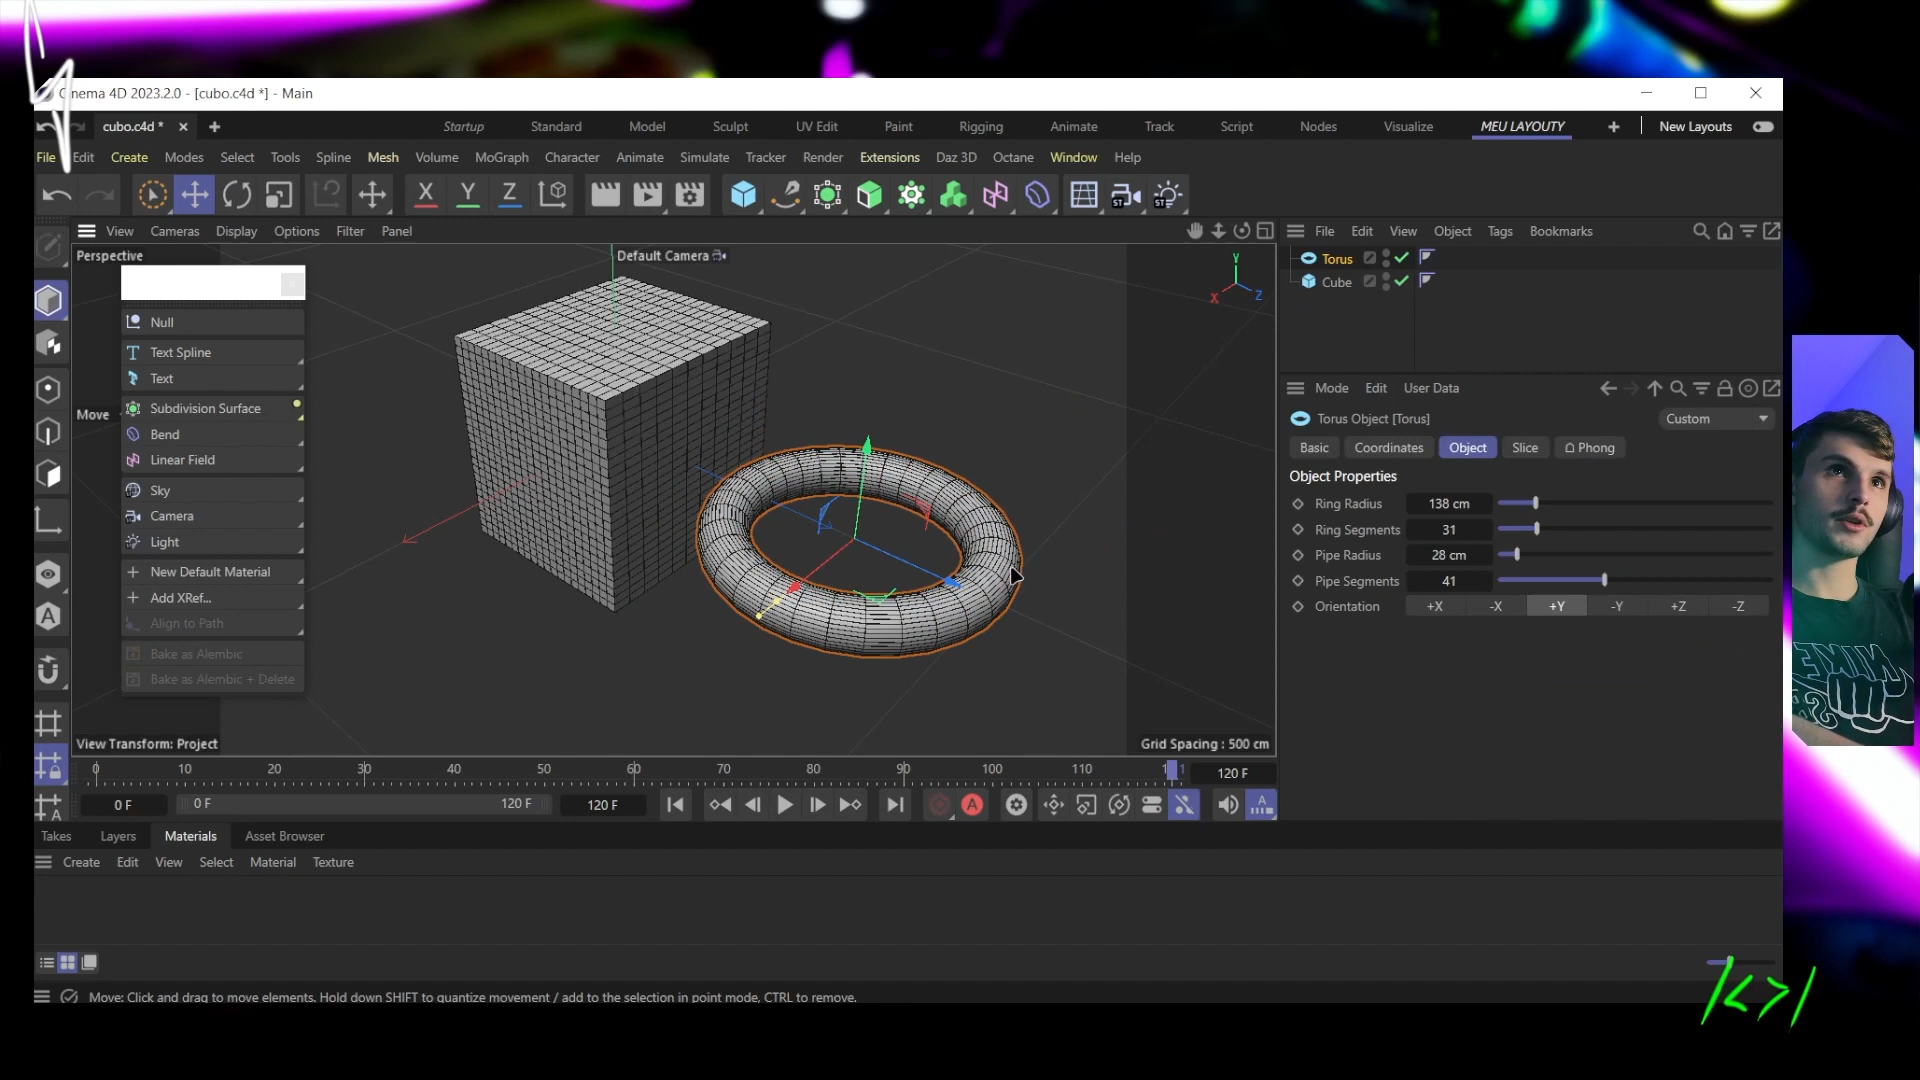 Cinema 4D 2023.2.0 - [cubo.c4d *] - Main
cubo.c4d *
Startup Standard Model Sculpt UV Edit Paint Rigging Animate Track Script Nodes Visualize MEU LAYOUTY New Layouts
File Edit Create Modes Select Tools Spline Mesh Volume MoGraph Character Animate Simulate Tracker Render Extensions Daz 3D Octane Window Help
X Y Z
View Cameras Display Options Filter Panel
Perspective
Default Camera
Y
X
Z
Null
Text Spline
Text
Move
Subdivision Surface
Bend
Linear Field
Sky
Camera
Light
New Default Material
Add XRef...
Align to Path
Bake as Alembic
Bake as Alembic + Delete
View Transform: Project
Grid Spacing : 500 cm
0 10 20 30 40 50 60 70 80 90 100 110
120 F
0 F 0 F 120 F 120 F
Takes Layers Materials Asset Browser
Create Edit View Select Material Texture
Move: Click and drag to move elements. Hold down SHIFT to quantize movement / add to the selection in point mode, CTRL to remove.
File Edit View Object Tags Bookmarks
Torus
Cube
Mode Edit User Data
Torus Object [Torus]
Custom
Basic Coordinates Object Slice Phong
Object Properties
Ring Radius 138 cm
Ring Segments 31
Pipe Radius 28 cm
Pipe Segments 41
Orientation +X -X +Y -Y +Z -Z